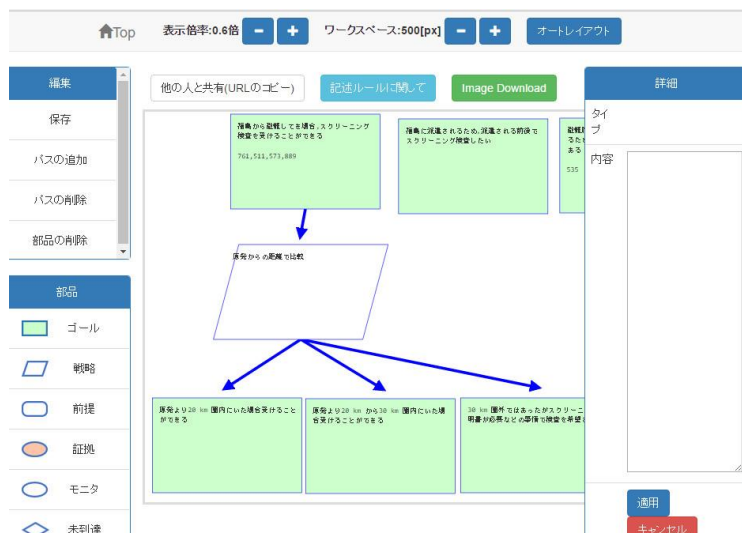 Top 表示倍率:0.6倍 - + ワークスペース:500[px] - + オートレイアウト
編集
保存
パスの追加
パスの削除
部品の削除
部品
ゴール
戦略
前提
証拠
モニタ
未到達
他の人と共有(URLのコピー) 記述ルールに関して Image Download
福島から避難してき場合,スクリーニング
検査を受けることができる
761,511,573,889
福島に派遣されるため,派遣される前後で
スクリーニング検査したい
ある
535
原発からの距離で比較
原発より20 km 圏内にいた場合受けること
ができる
原発より20 km から30 km 圏内にいた場
合受けることができる
30 km 圏外ではあったがスクリーニ
明書が必要などの事情で検査を希望
詳細
タイ
プ
内容
適用
キャンセル